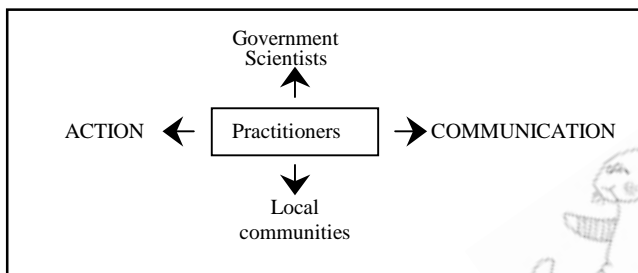 Government
Scientists
ACTION Practitioners COMMUNICATION
Local
communities